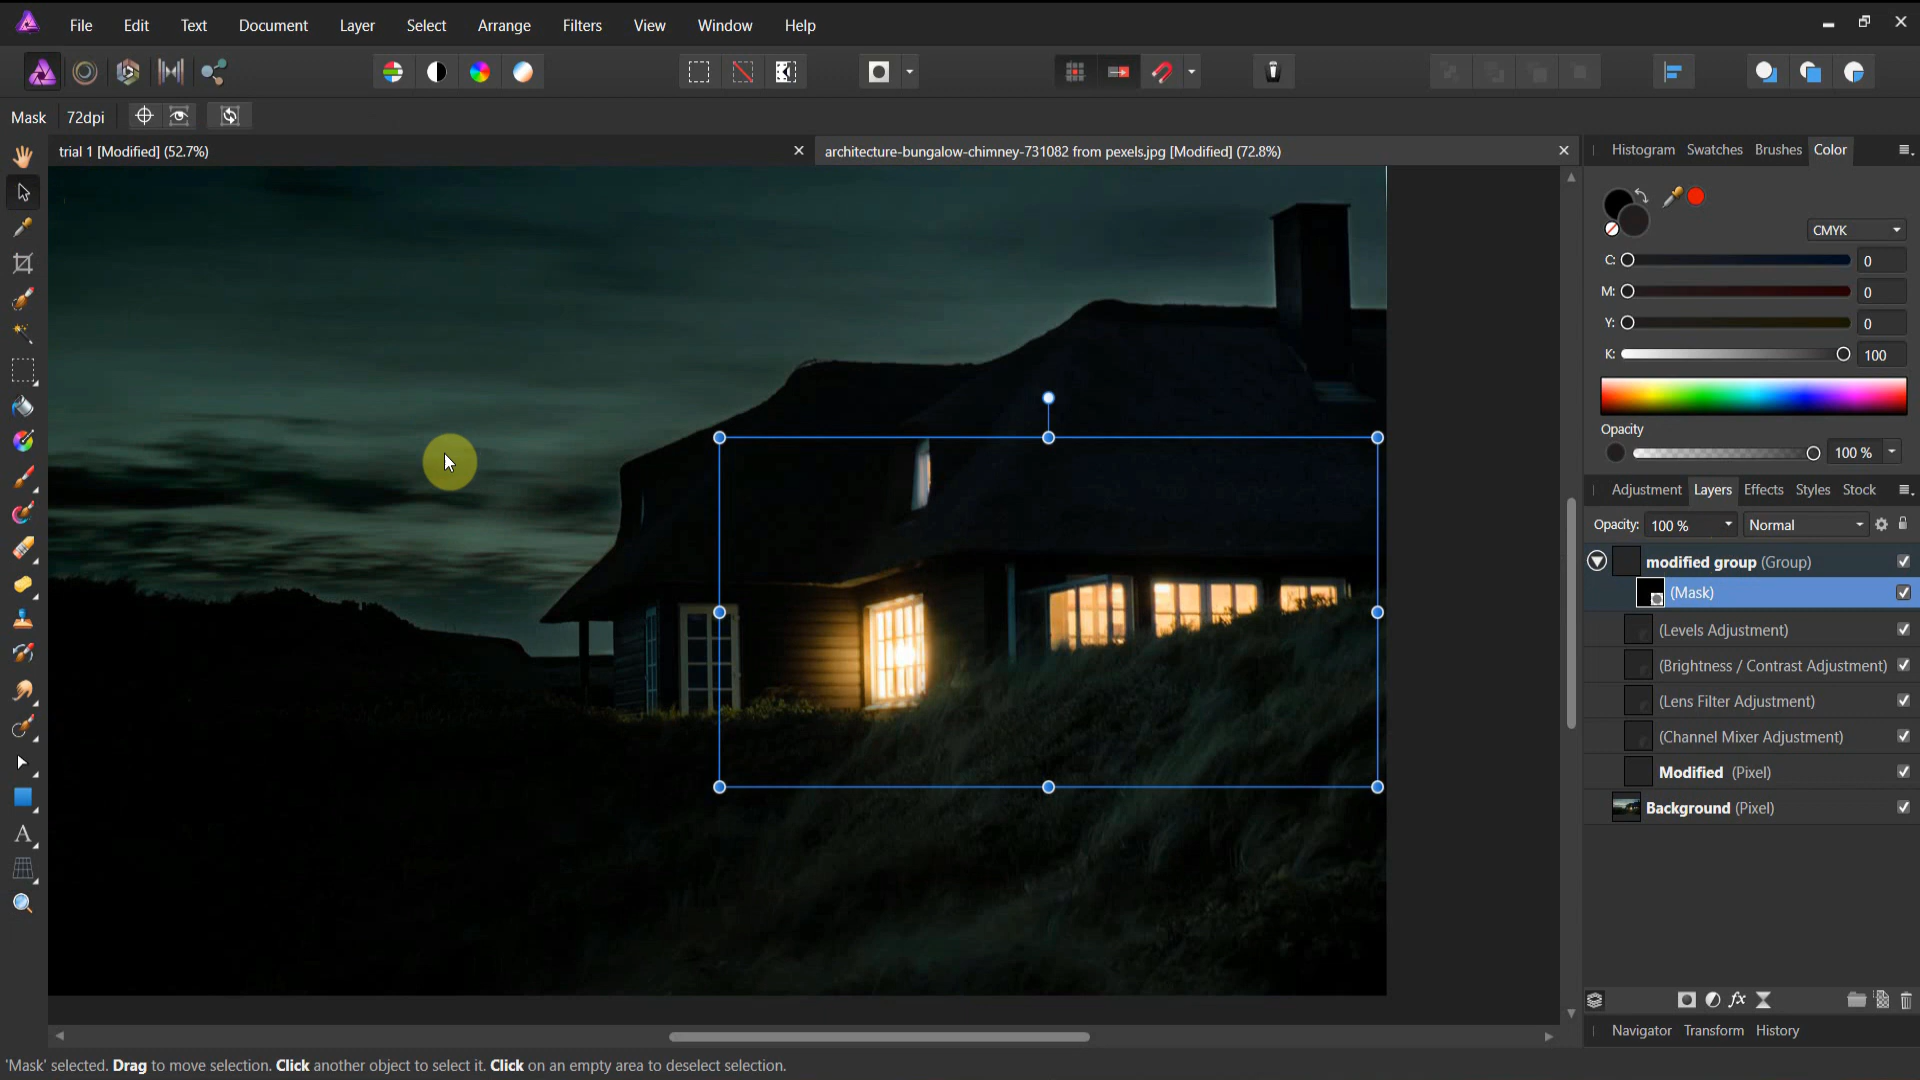 File Edit Text Document Layer Select Arrange Filters View Window Help
Mask 72dpi
trial 1 [Modified] (52.7%)
architecture-bungalow-chimney-731082 from pexels.jpg [Modified] (72.8%)
Histogram Swatches Brushes Color
CMYK
C: 0
M: 0
Y: 0
K: 100
Opacity
100 %
Adjustment Layers Effects Styles Stock
Opacity: 100 % Normal
modified group (Group)
(Mask)
(Levels Adjustment)
(Brightness / Contrast Adjustment)
(Lens Filter Adjustment)
(Channel Mixer Adjustment)
Modified (Pixel)
Background (Pixel)
fx
Navigator Transform History
'Mask' selected. Drag to move selection. Click another object to select it. Click on an empty area to deselect selection.